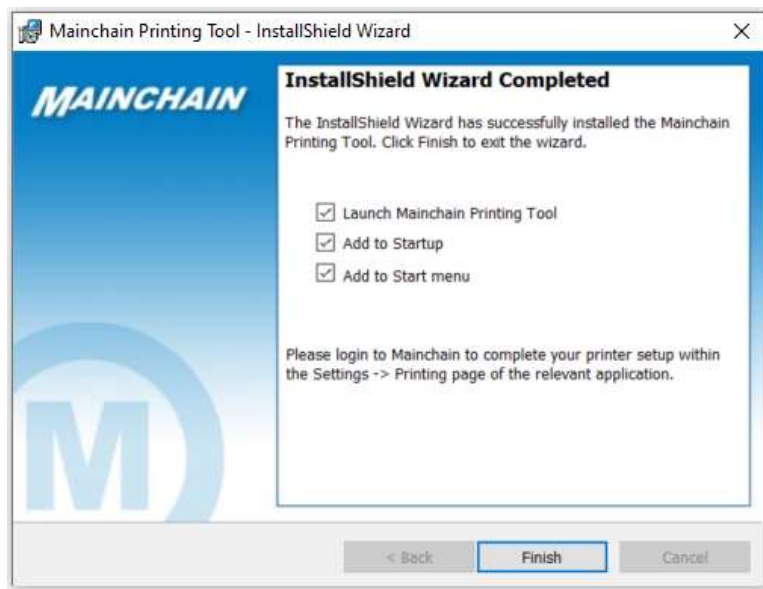 Mainchain Printing Tool - InstallShield Wizard
MAINCHAIN
InstallShield Wizard Completed
The InstallShield Wizard has successfully installed the Mainchain
Printing Tool. Click Finish to exit the wizard.
Launch Mainchain Printing Tool
Add to Startup
Add to Start menu
Please login to Mainchain to complete your printer setup within
the Settings -> Printing page of the relevant application.
M
< Back
Finish
Cancel